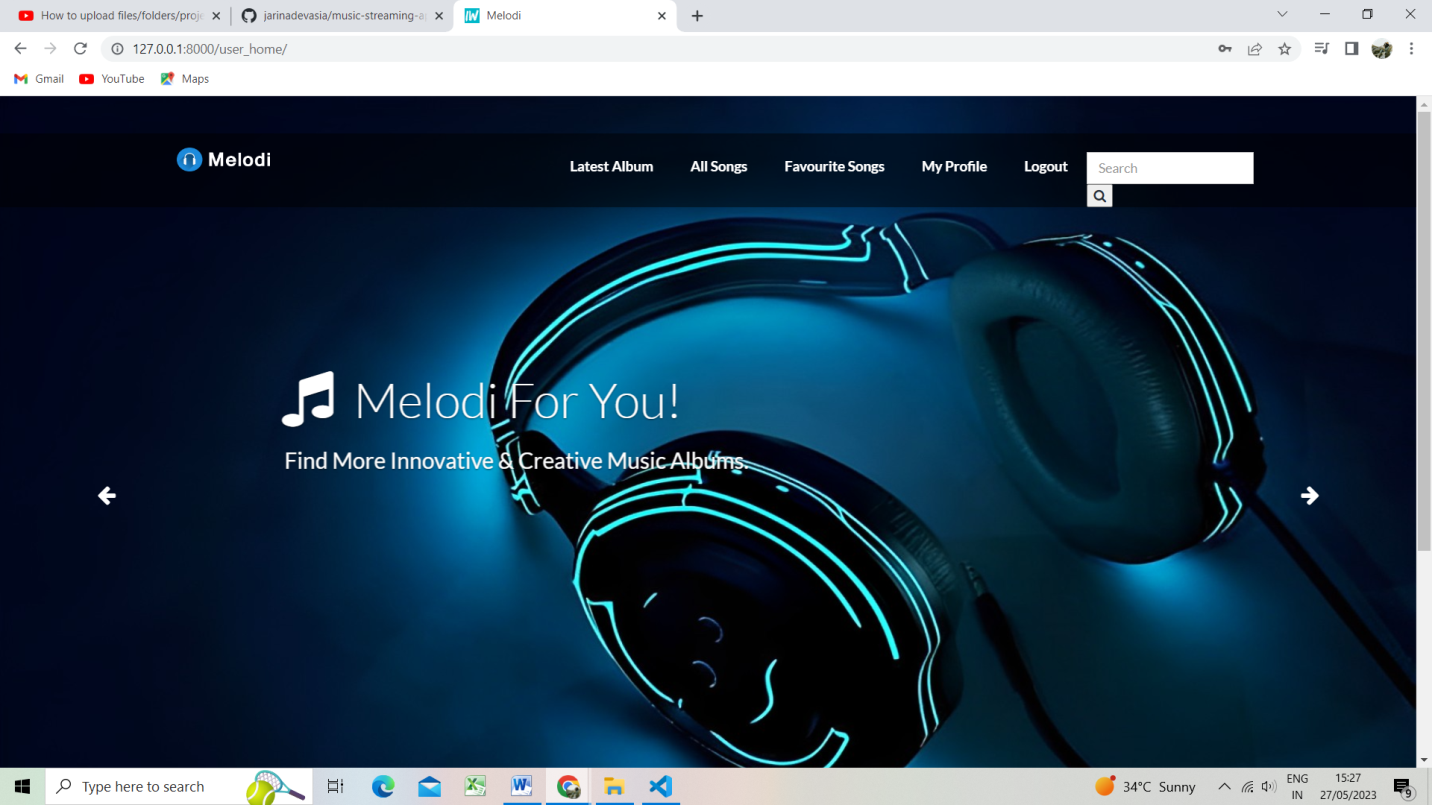 How to upload files/folders/proje
jarinadevasia/music-streaming-ap
Melodi
127.0.0.1:8000/user_home/
Gmail
YouTube
Maps
Melodi
Latest Album
All Songs
Favourite Songs
My Profile
Logout
Search
Melodi For You!
Find More Innovative & Creative Music Albums.
Type here to search
34°C Sunny
ENG
IN
15:27
27/05/2023
9